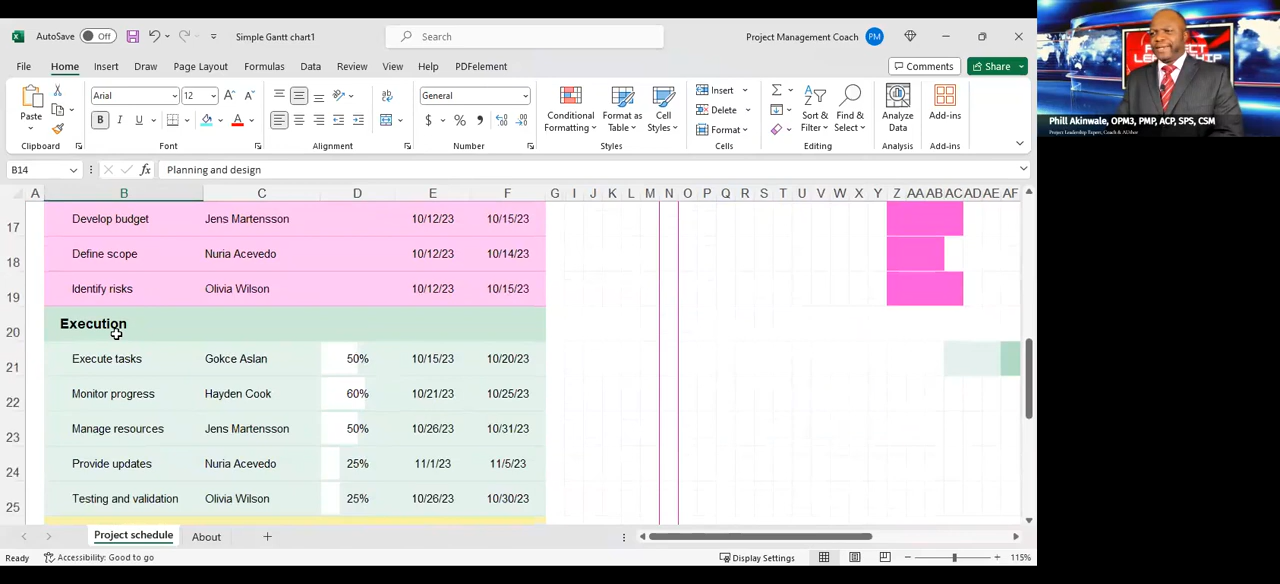 AutoSave Off Simple Gantt chart1 Search Project Management Coach PM
File Home Insert Draw Page Layout Formulas Data Review View Help PDFelement Comments Share
Paste
Clipboard
Arial 12
B I U
Font
Alignment
General
$ %
Number
Conditional Formatting
Format as Table
Cell Styles
Styles
Insert
Delete
Format
Cells
Sort & Filter
Find & Select
Editing
Analyze Data
Analysis
Add-ins
Add-ins
B14 fx Planning and design
A B C D E F G I J K L M N O P Q R S T U V W X Y Z AA AB AC AD AE AF
17 Develop budget Jens Martensson 10/12/23 10/15/23
18 Define scope Nuria Acevedo 10/12/23 10/14/23
19 Identify risks Olivia Wilson 10/12/23 10/15/23
20 Execution
21 Execute tasks Gokce Aslan 50% 10/15/23 10/20/23
22 Monitor progress Hayden Cook 60% 10/21/23 10/25/23
23 Manage resources Jens Martensson 50% 10/26/23 10/31/23
24 Provide updates Nuria Acevedo 25% 11/1/23 11/5/23
25 Testing and validation Olivia Wilson 25% 10/26/23 10/30/23
Project schedule About
Ready Accessibility: Good to go Display Settings 115%
Phill Akinwale, OPM3, PMP, ACP, SPS, CSM
Project Leadership Expert, Coach & Author